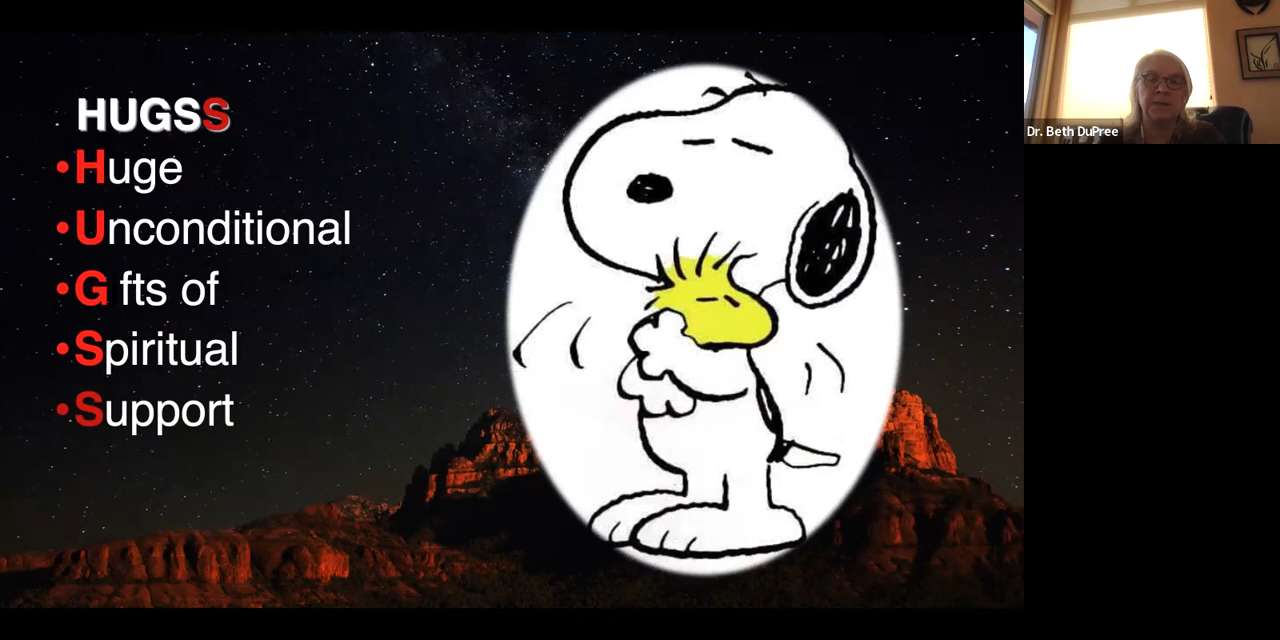 HUGSS
•Huge
•Unconditional
•G fts of
•Spiritual
•Support
Dr. Beth DuPree